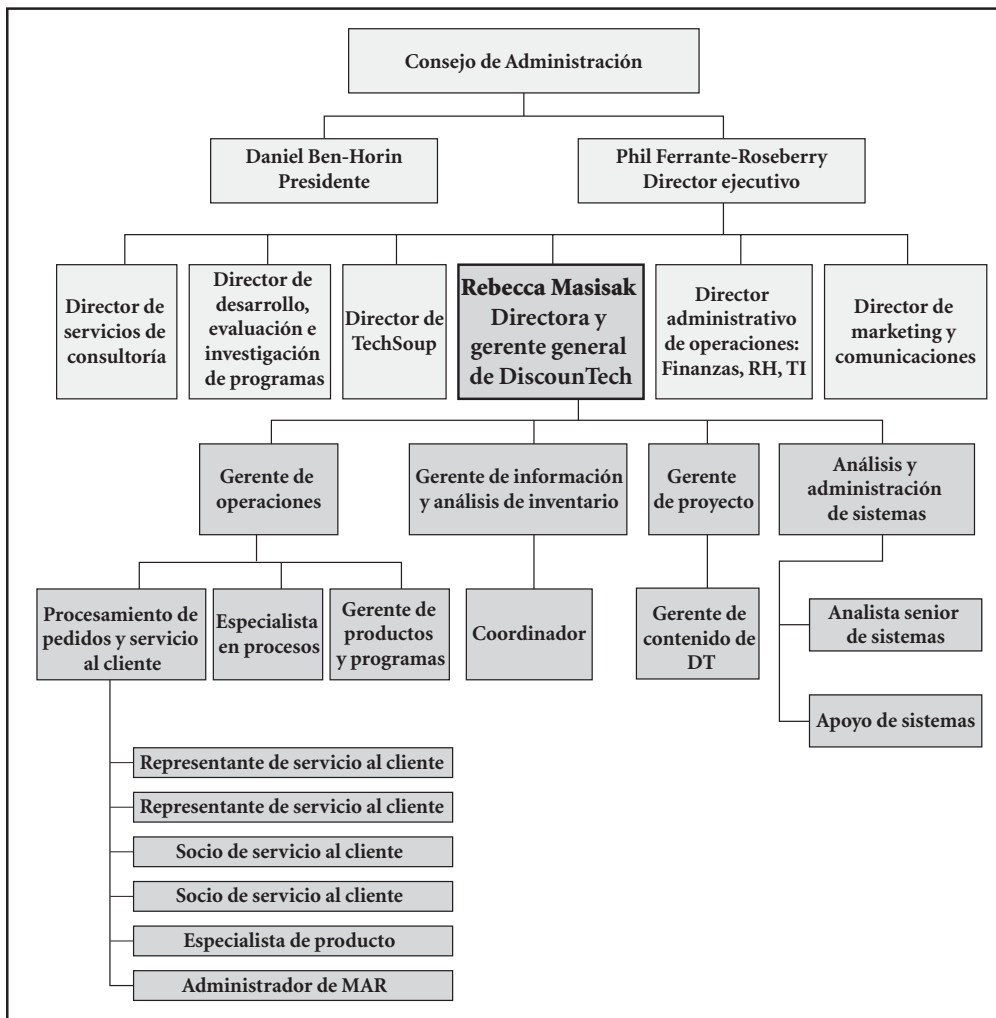 Consejo de Administración
Daniel Ben-Horin
Presidente
Phil Ferrante-Roseberry
Director ejecutivo
Director de
servicios de
consultoría
Director de
desarrollo,
evaluación e
investigación
de programas
Director de
TechSoup
Rebecca Masisak
Directora y
gerente general
de DiscounTech
Director
administrativo
de operaciones:
Finanzas, RH, TI
Director de
marketing y
comunicaciones
Gerente de
operaciones
Gerente de información
y análisis de inventario
Gerente
de proyecto
Análisis y
administración
de sistemas
Procesamiento de
pedidos y servicio
al cliente
Especialista
en procesos
Gerente de
productos
y programas
Coordinador
Gerente de
contenido de
DT
Analista senior
de sistemas
Apoyo de sistemas
Representante de servicio al cliente
Representante de servicio al cliente
Socio de servicio al cliente
Socio de servicio al cliente
Especialista de producto
Administrador de MAR